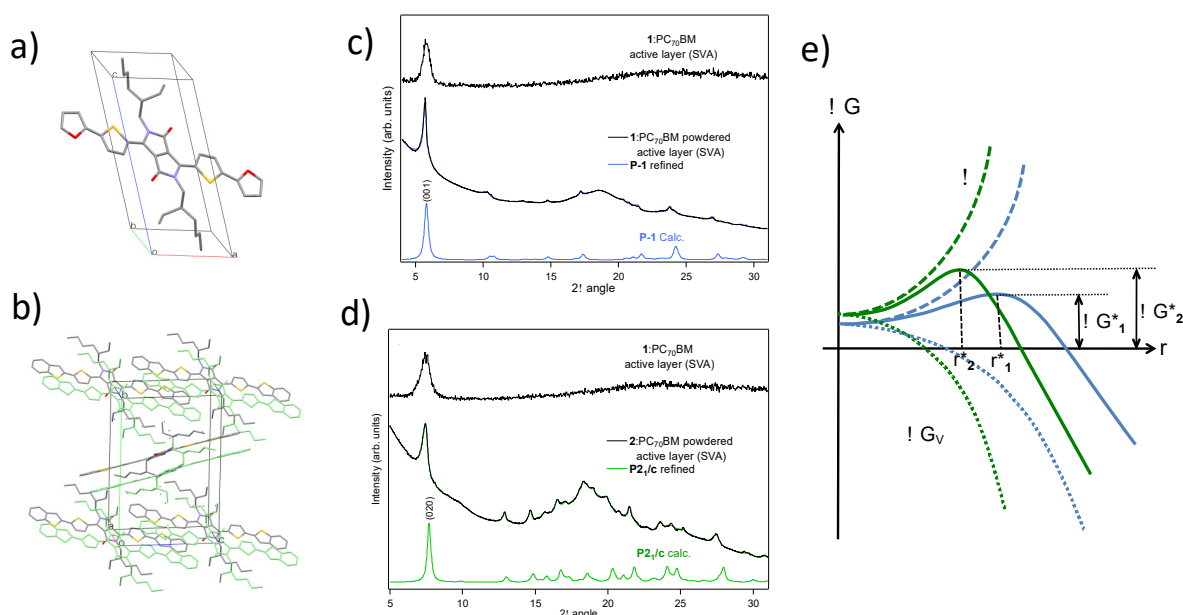 a)
c
b
o
a
b)
c)
Intensity (arb. units)
1:PC70BM
active layer (SVA)
1:PC70BM powdered
active layer (SVA)
P-1 refined
(001)
P-1 Calc.
5 10 15 20 25 30
2! angle
d)
Intensity (arb. units)
1:PC70BM
active layer (SVA)
2:PC70BM powdered
active layer (SVA)
P21/c refined
(020)
P21/c calc.
5 10 15 20 25 30
2! angle
e)
! G
!
! G*1
! G*2
r*2 r*1
r
! GV